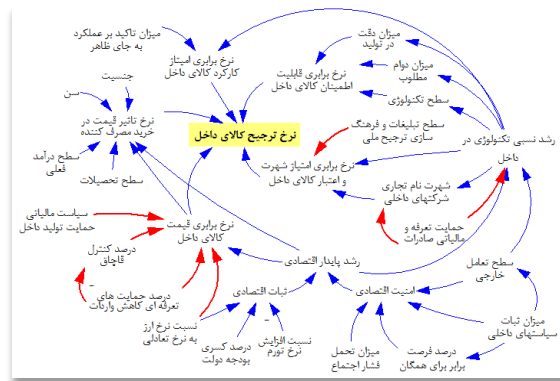 میزان تاکید بر عملکرد
به جای ظاهر
نرخ برابری امیتاز
کارکرد کالای داخل
میزان دقت
در تولید
میزان دوام
مطلوب
نرخ برابری قابلیت
اطمینان کالای داخل
سطح تکنولوژی
جنسیت
سن
نرخ تاثیر قیمت در
خرید مصرف کننده
سطح درآمد
فعلی
سطح تحصیلات
نرخ ترجیح کالای داخل
سطح تبلیغات و فرهنگ
سازی ترجیح ملی
رشد نسبی تکنولوژی در
داخل
نرخ برابری امتیاز شهرت
و اعتبار کالای داخل
شهرت نام تجاری
شرکتهای داخلی
حمایت تعرفه و
مالیاتی صادرات
سیاست مالیاتی
حمایت تولید داخل
نرخ برابری قیمت
کالای داخل
درصد کنترل
قاچاق
درصد حمایت های
تعرفه ای کاهش واردات
رشد پایدار اقتصادی
سطح تعامل
خارجی
ثبات اقتصادی
امنیت اقتصادی
نسبت نرخ ارز
به نرخ تعادلی
درصد کسری
بودجه دولت
نسبت افزایش
نرخ تورم
میزان تحمل
فشار اجتماع
درصد فرصت
برابر برای همگان
میزان ثبات
سیاستهای داخلی